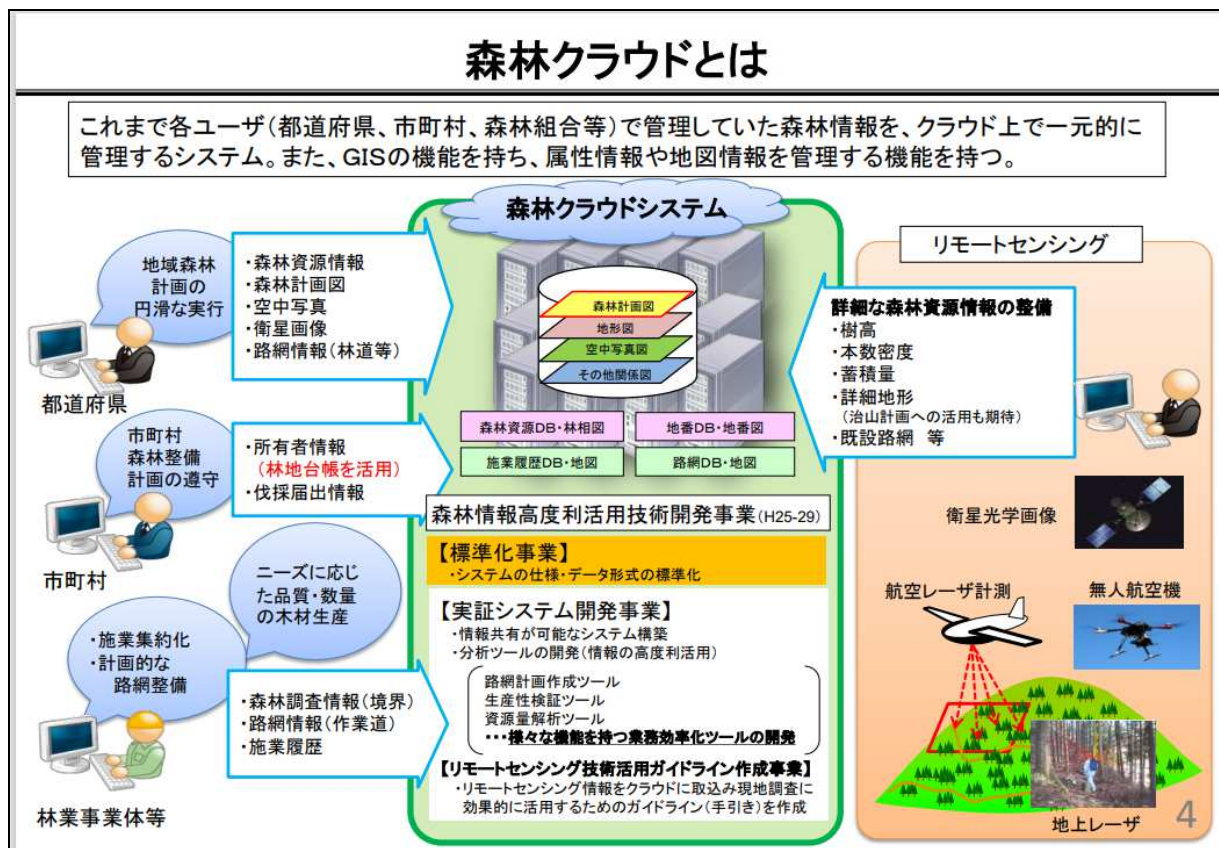 森林クラウドとは
これまで各ユーザ(都道府県、市町村、森林組合等)で管理していた森林情報を、クラウド上で一元的に
管理するシステム。また、GISの機能を持ち、属性情報や地図情報を管理する機能を持つ。
地域森林
計画の
円滑な実行
都道府県
・森林資源情報
・森林計画図
・空中写真
・衛星画像
・路網情報(林道等)
市町村
森林整備
計画の遵守
市町村
・所有者情報
(林地台帳を活用)
・伐採届出情報
ニーズに応じ
た品質・数量
の木材生産
・施業集約化
・計画的な
路網整備
林業事業体等
・森林調査情報(境界)
・路網情報(作業道)
・施業履歴
森林クラウドシステム
森林計画図
地形図
空中写真図
その他関係図
森林資源DB・林相図
地番DB・地番図
施業履歴DB・地図
路網DB・地図
森林情報高度利活用技術開発事業(H25-29)
【標準化事業】
・システムの仕様・データ形式の標準化
【実証システム開発事業】
・情報共有が可能なシステム構築
・分析ツールの開発(情報の高度利活用)
路網計画作成ツール
生産性検証ツール
資源量解析ツール
・・・様々な機能を持つ業務効率化ツールの開発
【リモートセンシング技術活用ガイドライン作成事業】
・リモートセンシング情報をクラウドに取込み現地調査に
効果的に活用するためのガイドライン(手引き)を作成
リモートセンシング
詳細な森林資源情報の整備
・樹高
・本数密度
・蓄積量
・詳細地形
(治山計画への活用も期待)
・既設路網 等
衛星光学画像
航空レーザ計測
無人航空機
地上レーザ
4